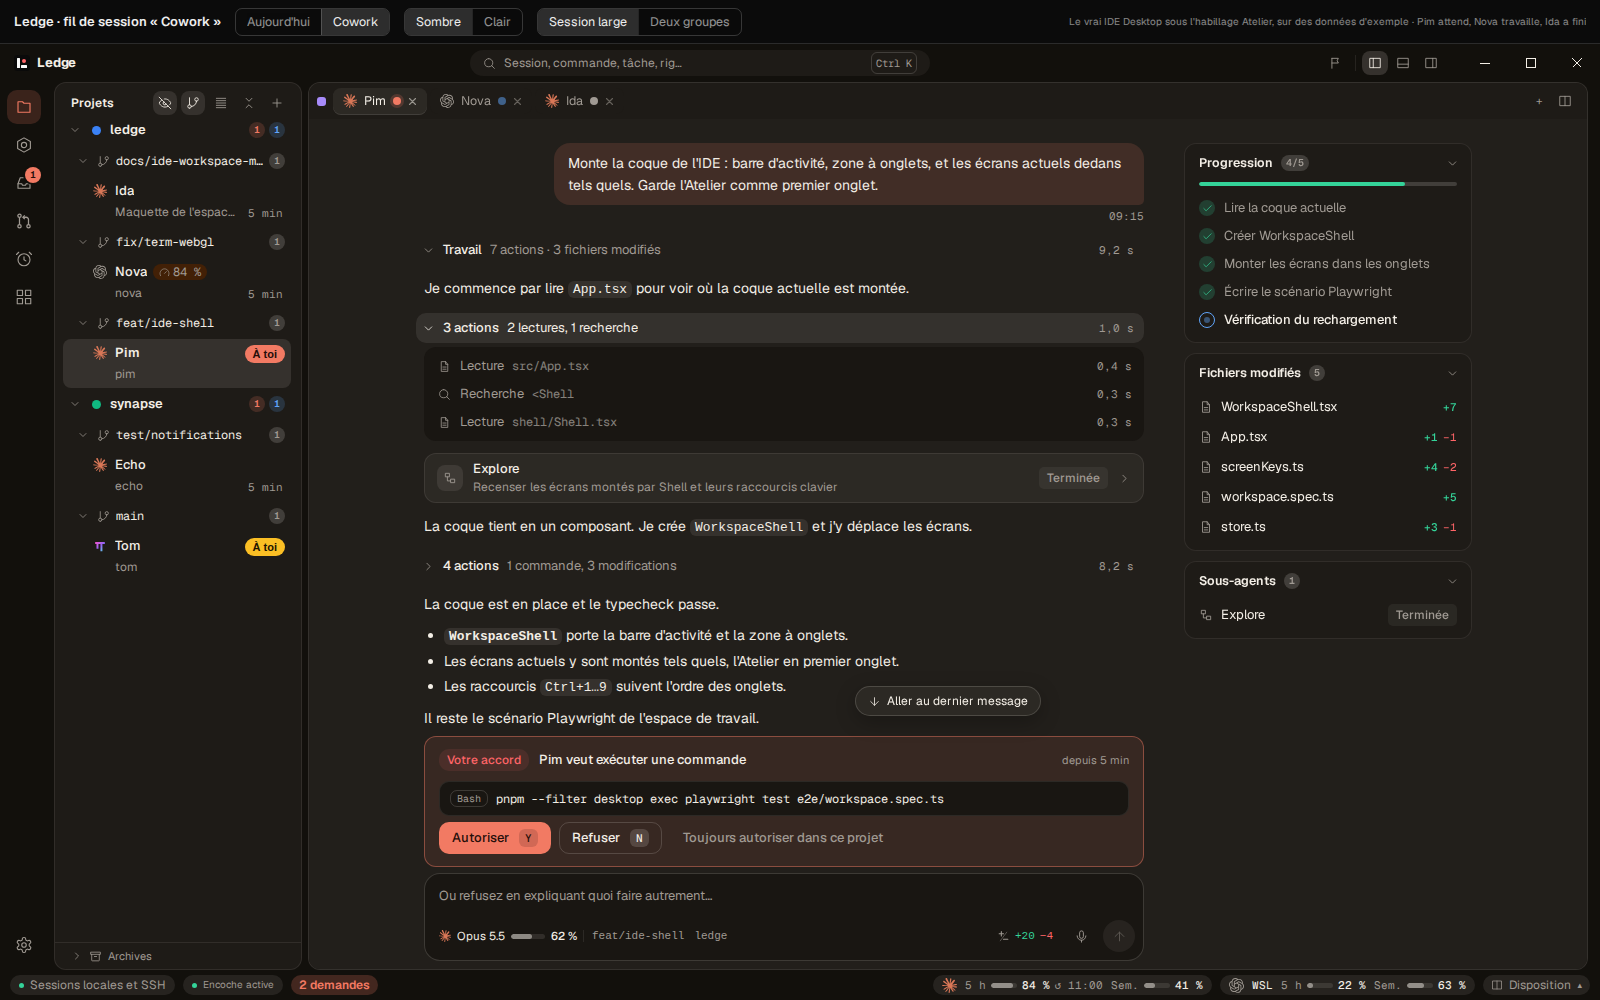 Ledge · fil de session « Cowork »
Aujourd'hui
Cowork
Sombre
Clair
Session large
Deux groupes
Le vrai IDE Desktop sous l'habillage Atelier, sur des données d'exemple · Pim attend, Nova travaille, Ida a fini
Ledge
Session, commande, tâche, rig...
Ctrl K
Projets
ledge
1
1
docs/ide-workspace-m...
1
Ida
Maquette de l'espac...
5 min
fix/term-webgl
1
Nova
84 %
nova
5 min
feat/ide-shell
1
Pim
À toi
pim
synapse
1
1
test/notifications
1
Echo
echo
5 min
main
1
Tom
À toi
tom
Archives
1
Pim
Nova
Ida
Monte la coque de l'IDE : barre d'activité, zone à onglets, et les écrans actuels dedans
tels quels. Garde l'Atelier comme premier onglet.
09:15
Travail 7 actions · 3 fichiers modifiés
9,2 s
Je commence par lire App.tsx pour voir où la coque actuelle est montée.
3 actions 2 lectures, 1 recherche
1,0 s
Lecture src/App.tsx
0,4 s
Recherche <Shell
0,3 s
Lecture shell/Shell.tsx
0,3 s
Explore
Recenser les écrans montés par Shell et leurs raccourcis clavier
Terminée
La coque tient en un composant. Je crée WorkspaceShell et j'y déplace les écrans.
4 actions 1 commande, 3 modifications
8,2 s
La coque est en place et le typecheck passe.
WorkspaceShell porte la barre d'activité et la zone à onglets.
Les écrans actuels y sont montés tels quels, l'Atelier en premier onglet.
Les raccourcis Ctrl+1…9 suivent l'ordre des onglets.
Aller au dernier message
Il reste le scénario Playwright de l'espace de travail.
Votre accord
Pim veut exécuter une commande
depuis 5 min
Bash
pnpm --filter desktop exec playwright test e2e/workspace.spec.ts
Autoriser Y
Refuser N
Toujours autoriser dans ce projet
Ou refusez en expliquant quoi faire autrement...
Opus 5.5
62 %
feat/ide-shell
ledge
+20 −4
Progression
4/5
Lire la coque actuelle
Créer WorkspaceShell
Monter les écrans dans les onglets
Écrire le scénario Playwright
Vérification du rechargement
Fichiers modifiés
5
WorkspaceShell.tsx
+7
App.tsx
+1 −1
screenKeys.ts
+4 −2
workspace.spec.ts
+5
store.ts
+3 −1
Sous-agents
1
Explore
Terminée
Sessions locales et SSH
Encoche active
2 demandes
5 h
84 %
↺ 11:00
Sem.
41 %
WSL
5 h
22 %
Sem.
63 %
Disposition